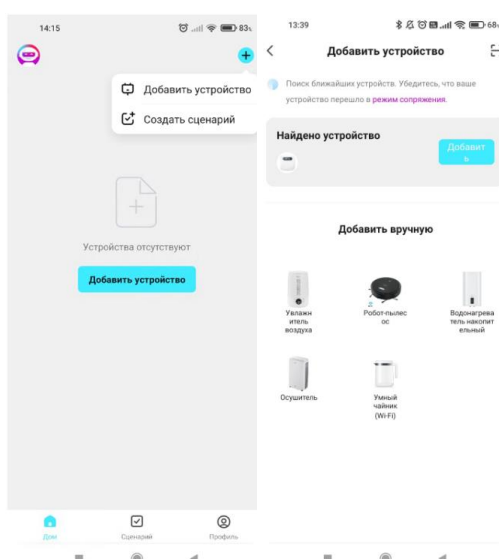 14:15
83
Добавить устройство
Создать сценарий
Устройства отсутствуют
Добавить устройство
Дом
Сценарий
Профиль
13:39
68
Добавить устройство
Поиск ближайших устройств. Убедитесь, что ваше
устройство перешло в режим сопряжения.
Найдено устройство
Добавит
ь
Добавить вручную
Увлажн
итель
воздуха
Робот-пылес
ос
Водонагрева
тель накопит
ельный
Осушитель
Умный
чайник
(Wi-Fi)